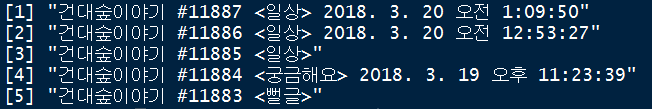 [1] "건대숲이야기 #11887 <일상> 2018. 3. 20 오전 1:09:50"
[2] "건대숲이야기 #11886 <일상> 2018. 3. 20 오전 12:53:27"
[3] "건대숲이야기 #11885 <일상>"
[4] "건대숲이야기 #11884 <궁금해요> 2018. 3. 19 오후 11:23:39"
[5] "건대숲이야기 #11883 <뻘글>"